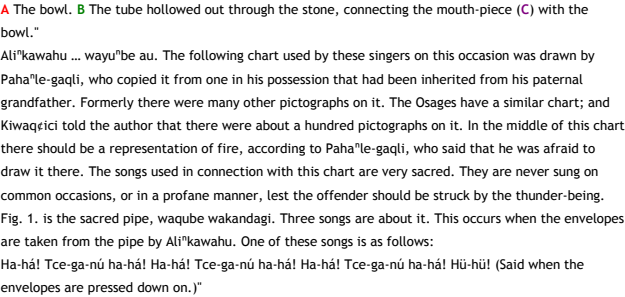 A The bowl. B The tube hollowed out through the stone, connecting the mouth-piece (C) with the
bowl."
Aliⁿkawahu … wayuⁿbe au. The following chart used by these singers on this occasion was drawn by
Pahaⁿle-gaqli, who copied it from one in his possession that had been inherited from his paternal
grandfather. Formerly there were many other pictographs on it. The Osages have a similar chart; and
Kiwaq¢ici told the author that there were about a hundred pictographs on it. In the middle of this chart
there should be a representation of fire, according to Pahaⁿle-gaqli, who said that he was afraid to
draw it there. The songs used in connection with this chart are very sacred. They are never sung on
common occasions, or in a profane manner, lest the offender should be struck by the thunder-being.
Fig. 1. is the sacred pipe, waqube wakandagi. Three songs are about it. This occurs when the envelopes
are taken from the pipe by Aliⁿkawahu. One of these songs is as follows:
Ha-há! Tce-ga-nú ha-há! Ha-há! Tce-ga-nú ha-há! Ha-há! Tce-ga-nú ha-há! Hü-hü! (Said when the
envelopes are pressed down on.)"